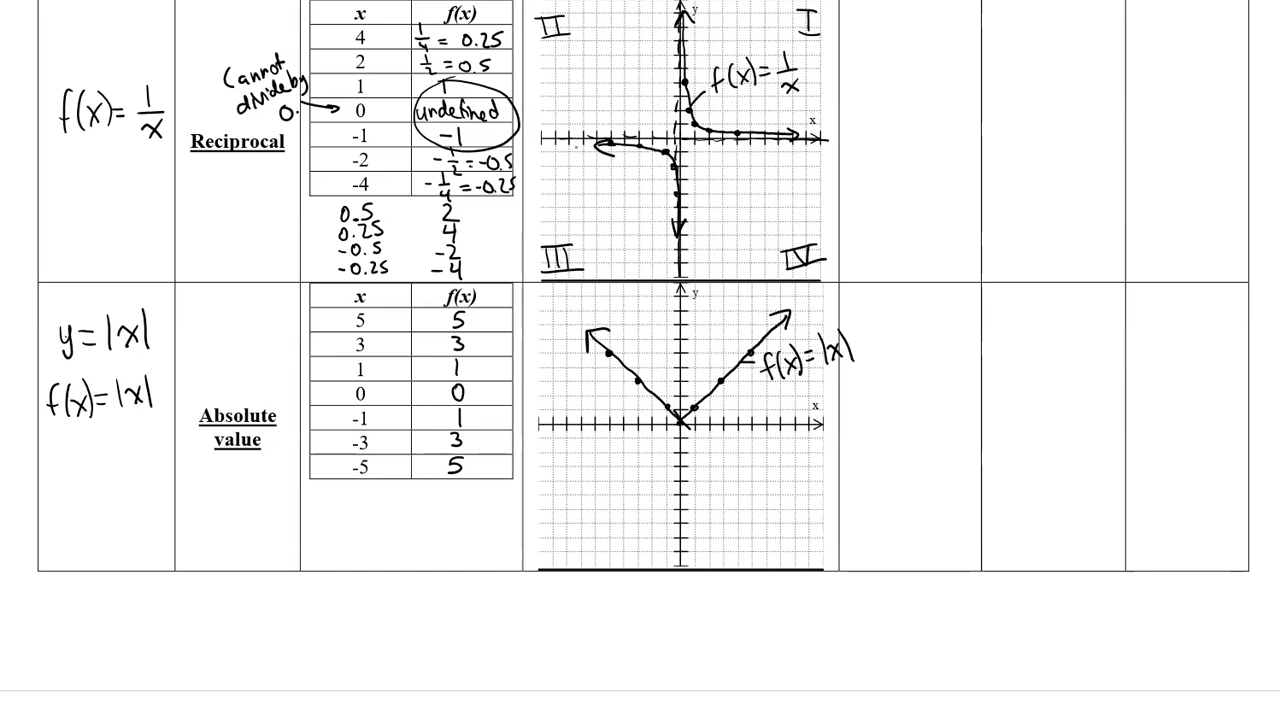 f(x)=1/x
Reciprocal
Cannot
divide by
0.
x f(x)
4 1/4 = 0.25
2 1/2 = 0.5
1 1
0 undefined
-1 -1
-2 -1/2 = -0.5
-4 -1/4 = -0.25
0.5 2
0.25 4
-0.5 -2
-0.25 -4
II
y
I
f(x)=1/x
x
III
IV
y=|x|
f(x)=|x|
Absolute
value
x f(x)
5 5
3 3
1 1
0 0
-1 1
-3 3
-5 5
y
f(x)=|x|
x